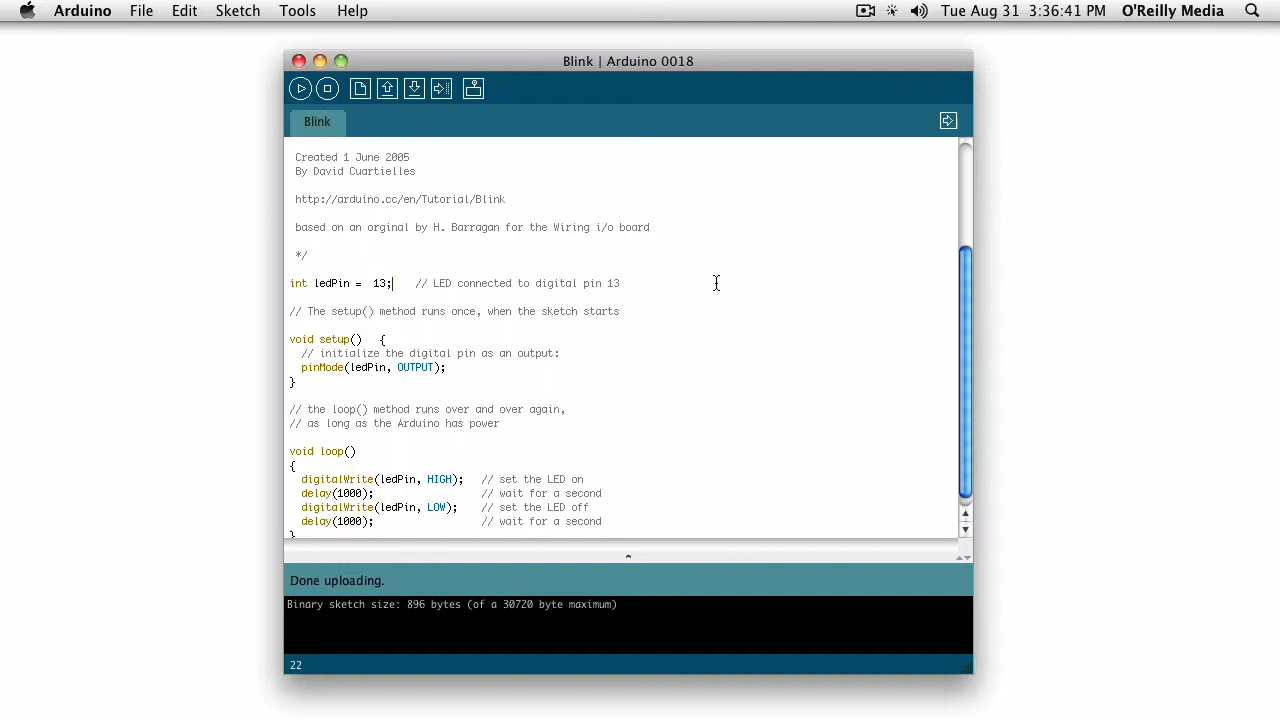 Arduino File Edit Sketch Tools Help Tue Aug 31 3:36:41 PM O'Reilly Media
Blink | Arduino 0018
Blink
Created 1 June 2005
By David Cuartielles
http://arduino.cc/en/Tutorial/Blink
based on an orginal by H. Barragan for the Wiring i/o board
*/
int ledPin =  13;    // LED connected to digital pin 13
// The setup() method runs once, when the sketch starts
void setup()   {
  // initialize the digital pin as an output:
  pinMode(ledPin, OUTPUT);
}
// the loop() method runs over and over again,
// as long as the Arduino has power
void loop()
{
  digitalWrite(ledPin, HIGH);   // set the LED on
  delay(1000);                  // wait for a second
  digitalWrite(ledPin, LOW);    // set the LED off
  delay(1000);                  // wait for a second
}
Done uploading.
Binary sketch size: 896 bytes (of a 30720 byte maximum)
22